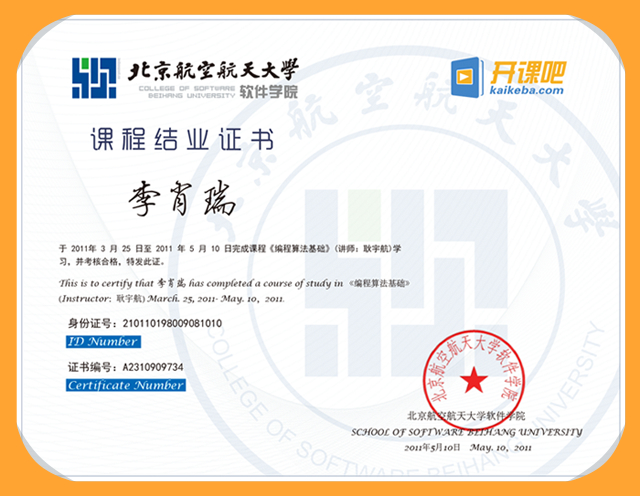 北京航空航天大學
COLLEGE OF SOFTWARE
BEIHANG UNIVERSITY 软件学院
开课吧
kaikeba.com
课程结业证书
李肖瑞
于 2011年 3 月 25 日至 2011 年 5 月 10 日完成课程《编程算法基础》(讲师：耿宇航)学
习，并考核合格，特发此证。
This is to certify that 李肖瑞 has completed a course of study in 《编程算法基础》
(Instructor: 耿宇航) March. 25, 2011- May. 10, 2011.
身份证号：210110198009081010
ID Number
证书编号：A2310909734
Certificate Number
北京航空航天大学软件学院
北京航空航天大学软件学院
SCHOOL OF SOFTWARE BEIHANG UNIVERSITY
2011年5月10日 May. 10, 2011
北京航空航天大学
COLLEGE OF SOFTWARE BEIHANG UNIVERSITY